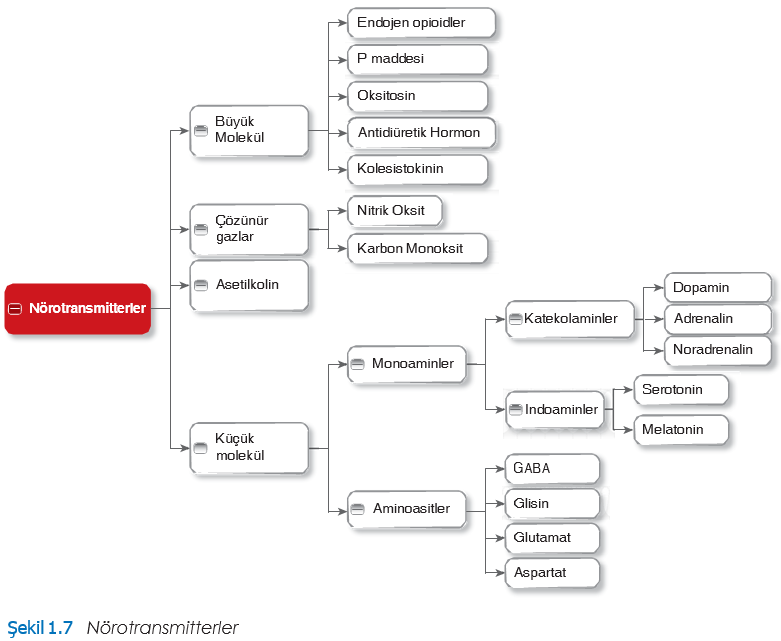 Nörotransmitterler
Büyük
Molekül
Endojen opioidler
P maddesi
Oksitosin
Antidiüretik Hormon
Kolesistokinin
Çözünür
gazlar
Nitrik Oksit
Karbon Monoksit
Asetilkolin
Küçük
molekül
Monoaminler
Katekolaminler
Dopamin
Adrenalin
Noradrenalin
Indoaminler
Serotonin
Melatonin
Aminoasitler
GABA
Glisin
Glutamat
Aspartat
Şekil 1.7 Nörotransmitterler